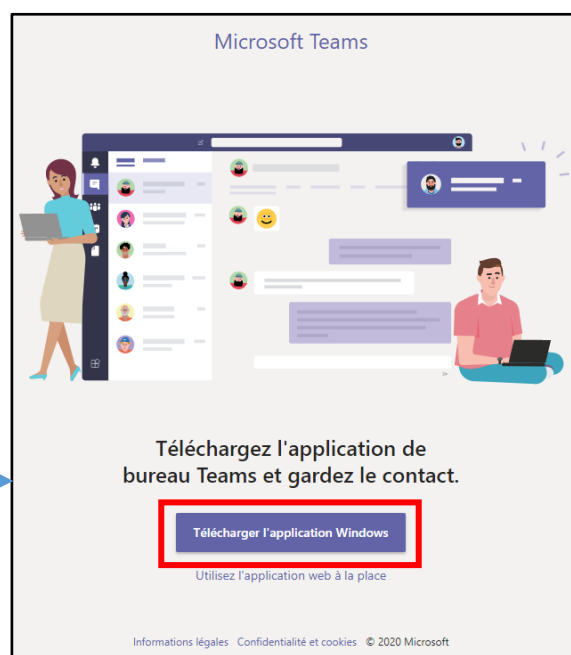 Microsoft Teams
Téléchargez l'application de
bureau Teams et gardez le contact.
Télécharger l'application Windows
Utilisez l'application web à la place
Informations légales Confidentialité et cookies © 2020 Microsoft